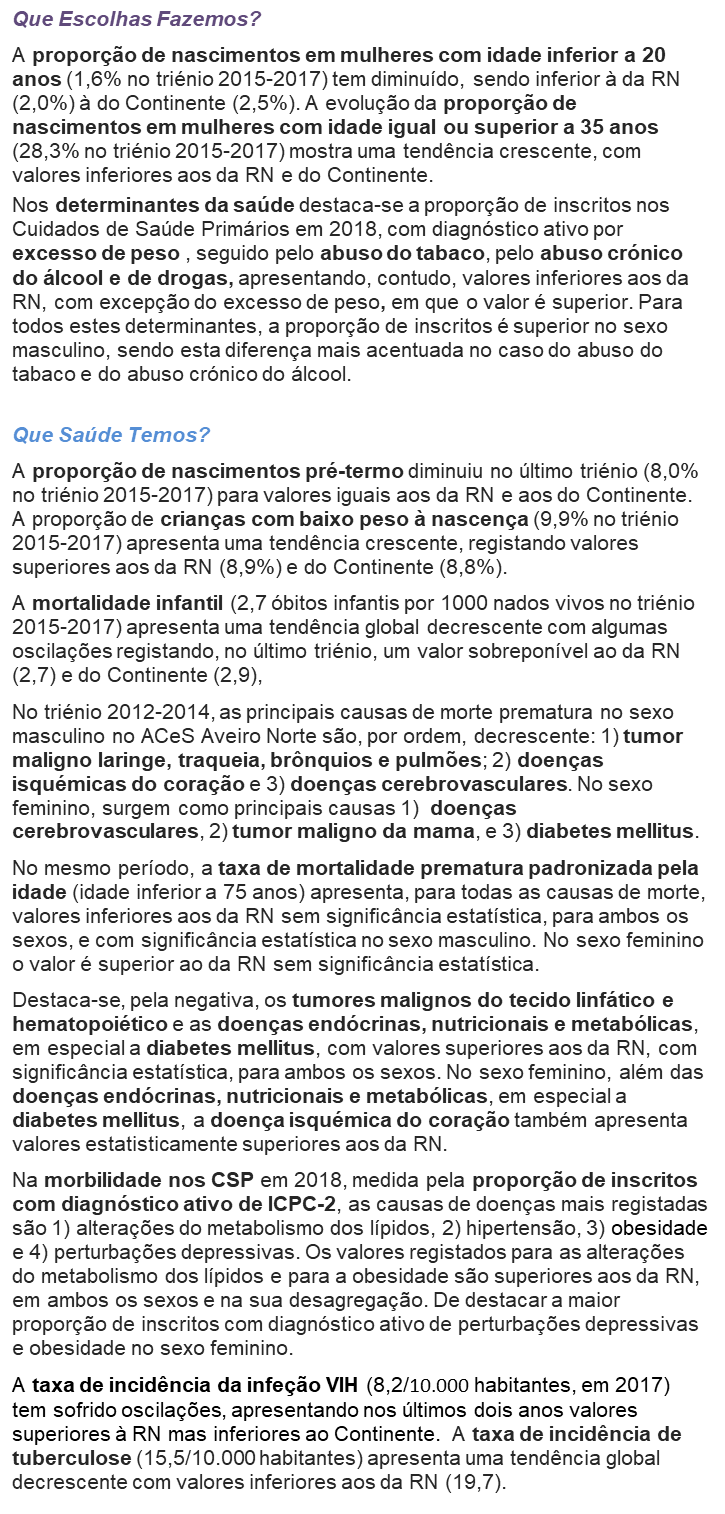 Que Escolhas Fazemos?
A proporção de nascimentos em mulheres com idade inferior a 20
anos (1,6% no triénio 2015-2017) tem diminuído, sendo inferior à da RN
(2,0%) à do Continente (2,5%). A evolução da proporção de
nascimentos em mulheres com idade igual ou superior a 35 anos
(28,3% no triénio 2015-2017) mostra uma tendência crescente, com
valores inferiores aos da RN e do Continente.
Nos determinantes da saúde destaca-se a proporção de inscritos nos
Cuidados de Saúde Primários em 2018, com diagnóstico ativo por
excesso de peso , seguido pelo abuso do tabaco, pelo abuso crónico
do álcool e de drogas, apresentando, contudo, valores inferiores aos da
RN, com excepção do excesso de peso, em que o valor é superior. Para
todos estes determinantes, a proporção de inscritos é superior no sexo
masculino, sendo esta diferença mais acentuada no caso do abuso do
tabaco e do abuso crónico do álcool.
Que Saúde Temos?
A proporção de nascimentos pré-termo diminuiu no último triénio (8,0%
no triénio 2015-2017) para valores iguais aos da RN e aos do Continente.
A proporção de crianças com baixo peso à nascença (9,9% no triénio
2015-2017) apresenta uma tendência crescente, registando valores
superiores aos da RN (8,9%) e do Continente (8,8%).
A mortalidade infantil (2,7 óbitos infantis por 1000 nados vivos no triénio
2015-2017) apresenta uma tendência global decrescente com algumas
oscilações registando, no último triénio, um valor sobreponível ao da RN
(2,7) e do Continente (2,9),
No triénio 2012-2014, as principais causas de morte prematura no sexo
masculino no ACeS Aveiro Norte são, por ordem, decrescente: 1) tumor
maligno laringe, traqueia, brônquios e pulmões; 2) doenças
isquémicas do coração e 3) doenças cerebrovasculares. No sexo
feminino, surgem como principais causas 1) doenças
cerebrovasculares, 2) tumor maligno da mama, e 3) diabetes mellitus.
No mesmo período, a taxa de mortalidade prematura padronizada pela
idade (idade inferior a 75 anos) apresenta, para todas as causas de morte,
valores inferiores aos da RN sem significância estatística, para ambos os
sexos, e com significância estatística no sexo masculino. No sexo feminino
o valor é superior ao da RN sem significância estatística.
Destaca-se, pela negativa, os tumores malignos do tecido linfático e
hematopoiético e as doenças endócrinas, nutricionais e metabólicas,
em especial a diabetes mellitus, com valores superiores aos da RN, com
significância estatística, para ambos os sexos. No sexo feminino, além das
doenças endócrinas, nutricionais e metabólicas, em especial a
diabetes mellitus, a doença isquémica do coração também apresenta
valores estatisticamente superiores aos da RN.
Na morbilidade nos CSP em 2018, medida pela proporção de inscritos
com diagnóstico ativo de ICPC-2, as causas de doenças mais registadas
são 1) alterações do metabolismo dos lípidos, 2) hipertensão, 3) obesidade
e 4) perturbações depressivas. Os valores registados para as alterações
do metabolismo dos lípidos e para a obesidade são superiores aos da RN,
em ambos os sexos e na sua desagregação. De destacar a maior
proporção de inscritos com diagnóstico ativo de perturbações depressivas
e obesidade no sexo feminino.
A taxa de incidência da infeção VIH (8,2/10.000 habitantes, em 2017)
tem sofrido oscilações, apresentando nos últimos dois anos valores
superiores à RN mas inferiores ao Continente. A taxa de incidência de
tuberculose (15,5/10.000 habitantes) apresenta uma tendência global
decrescente com valores inferiores aos da RN (19,7).